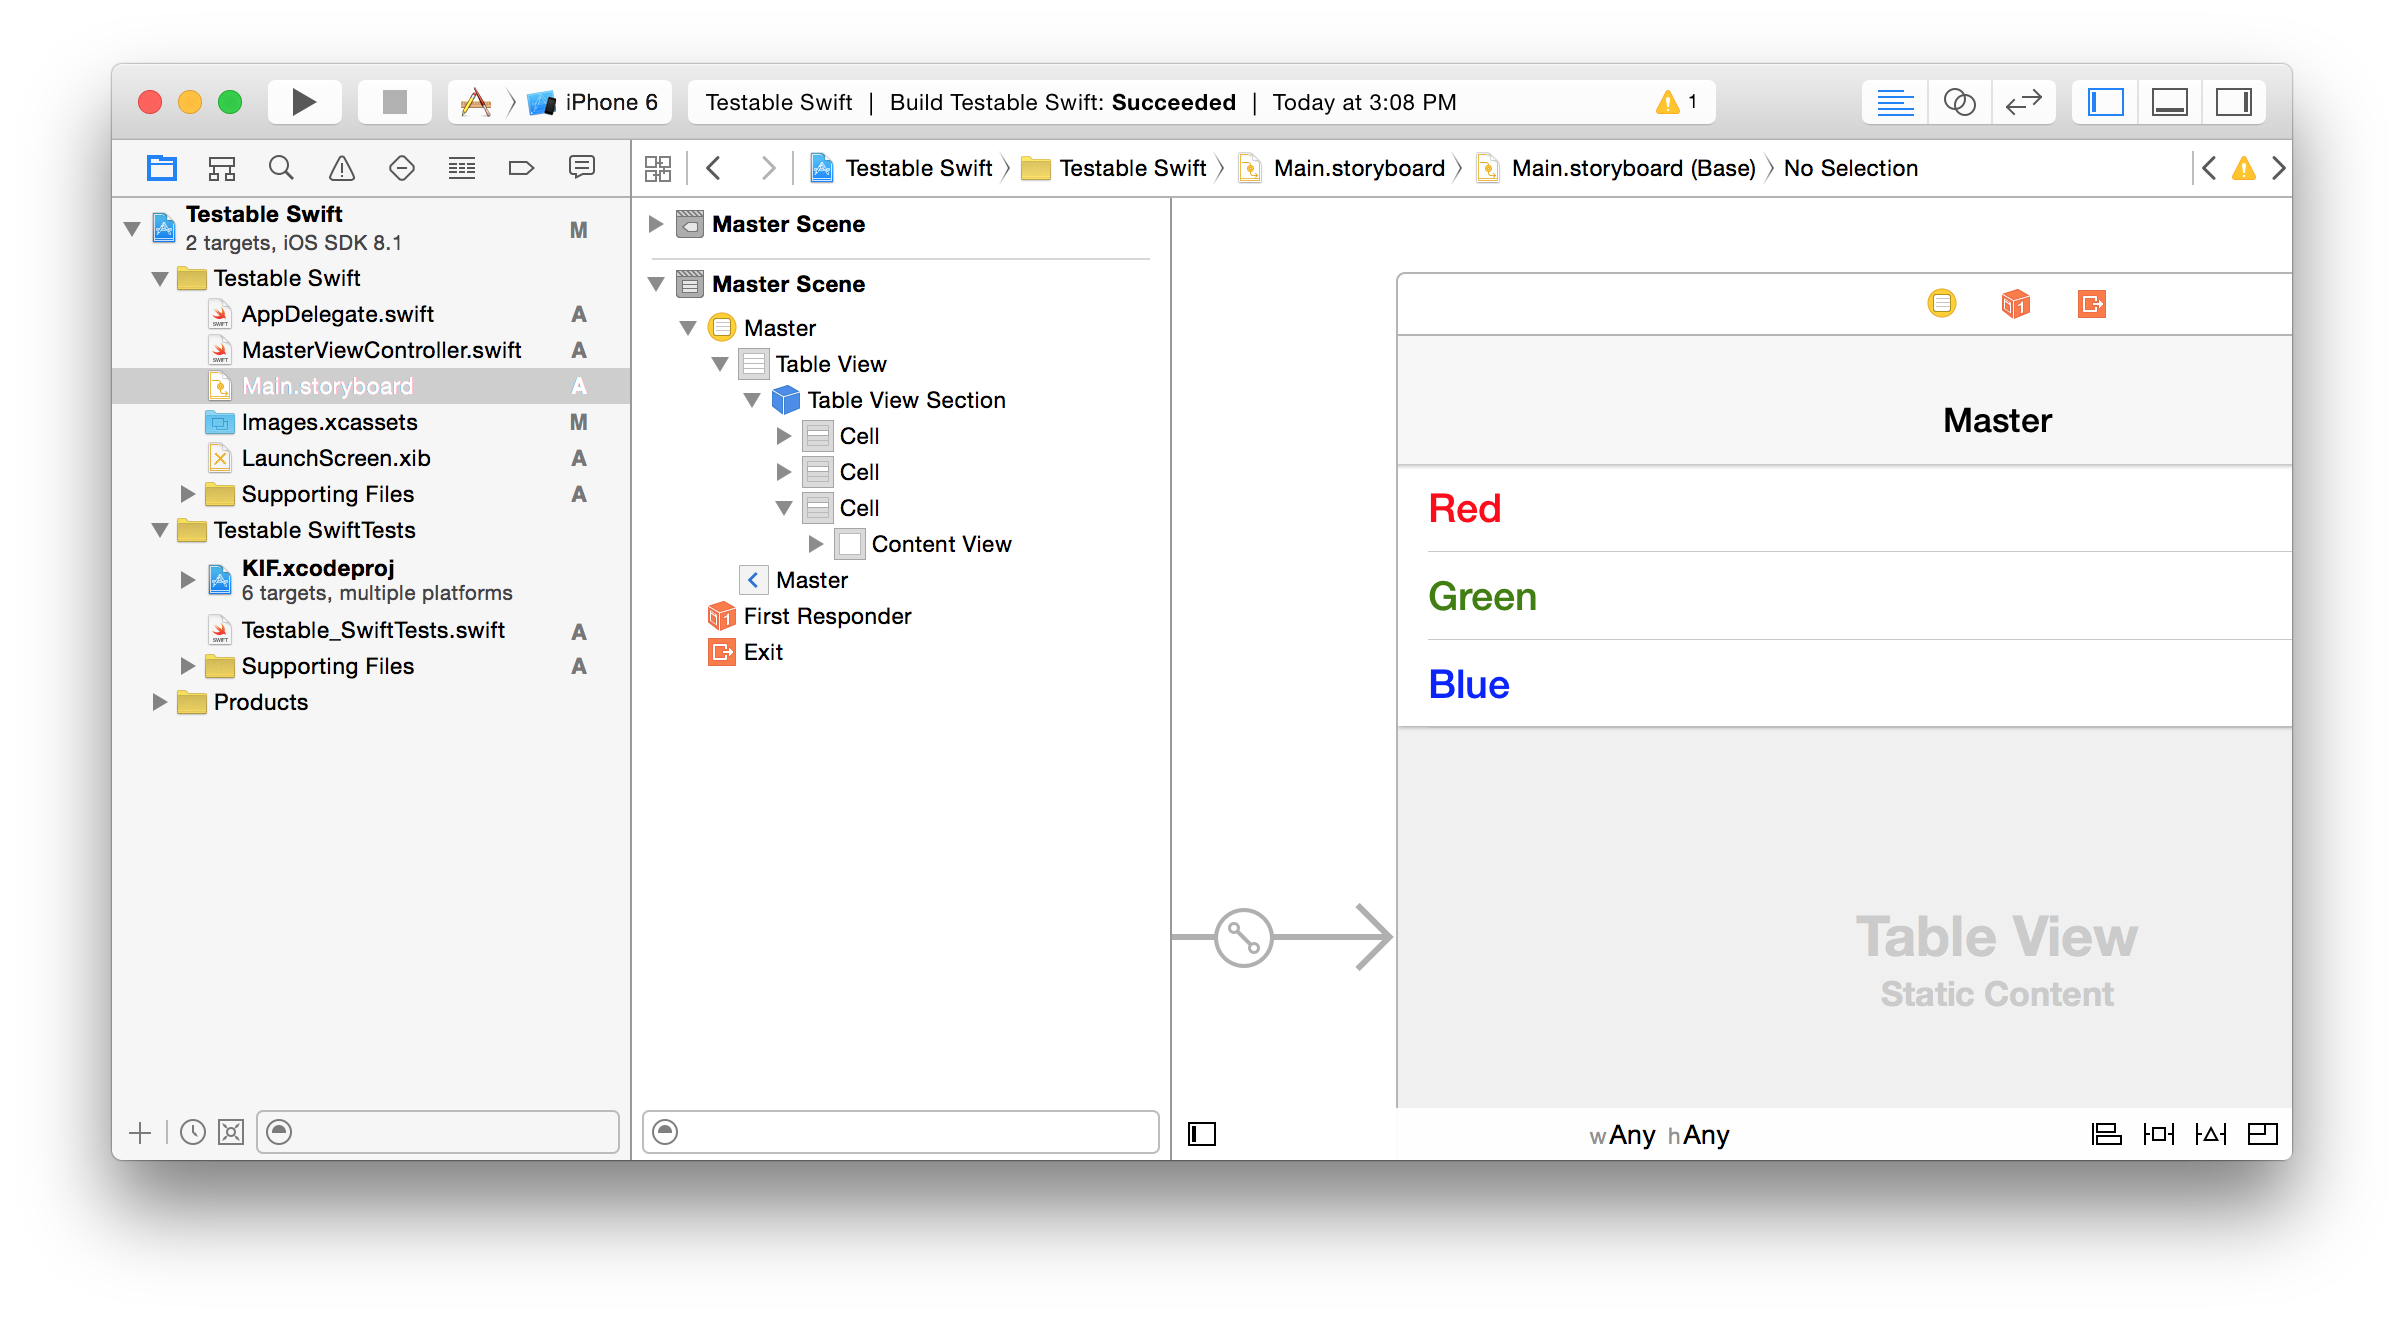 iPhone 6
Testable Swift | Build Testable Swift: Succeeded | Today at 3:08 PM
1
Testable Swift
Testable Swift
Main.storyboard
Main.storyboard (Base)
No Selection
Testable Swift
M
2 targets, iOS SDK 8.1
Testable Swift
AppDelegate.swift A
MasterViewController.swift A
Main.storyboard A
Images.xcassets M
LaunchScreen.xib A
Supporting Files A
Testable SwiftTests
KIF.xcodeproj
6 targets, multiple platforms
Testable_SwiftTests.swift A
Supporting Files A
Products
Master Scene
Master Scene
Master
Table View
Table View Section
Cell
Cell
Cell
Content View
Master
First Responder
Exit
Master
Red
Green
Blue
Table View
Static Content
wAny hAny